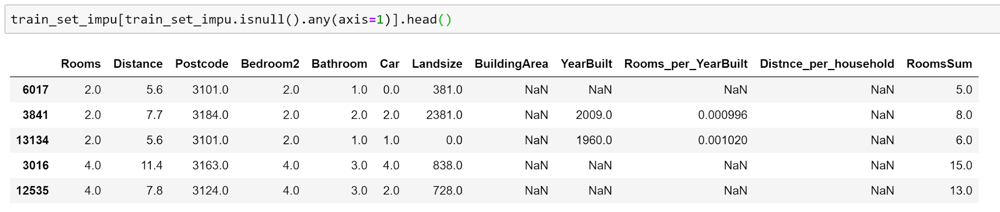 train_set_impu[train_set_impu.isnull().any(axis=1)].head()
Rooms Distance Postcode Bedroom2 Bathroom Car Landsize BuildingArea YearBuilt Rooms_per_YearBuilt Distnce_per_household RoomsSum
6017 2.0 5.6 3101.0 2.0 1.0 0.0 381.0 NaN NaN NaN NaN 5.0
3841 2.0 7.7 3184.0 2.0 2.0 2.0 2381.0 NaN 2009.0 0.000996 NaN 8.0
13134 2.0 5.6 3101.0 2.0 1.0 1.0 0.0 NaN 1960.0 0.001020 NaN 6.0
3016 4.0 11.4 3163.0 4.0 3.0 4.0 838.0 NaN NaN NaN NaN 15.0
12535 4.0 7.8 3124.0 4.0 3.0 2.0 728.0 NaN NaN NaN NaN 13.0